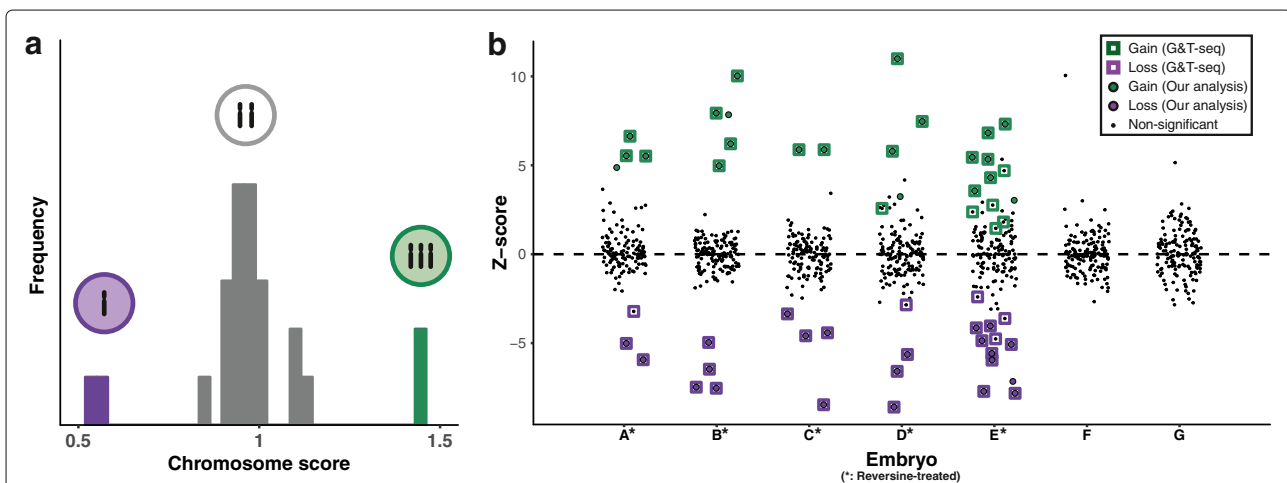 a
Frequency
0.5
1
1.5
Chromosome score
b
Z-score
10
5
0
−5
Gain (G&T-seq)
Loss (G&T-seq)
Gain (Our analysis)
Loss (Our analysis)
Non-significant
A*
B*
C*
D*
E*
F
G
Embryo
(*: Reversine-treated)